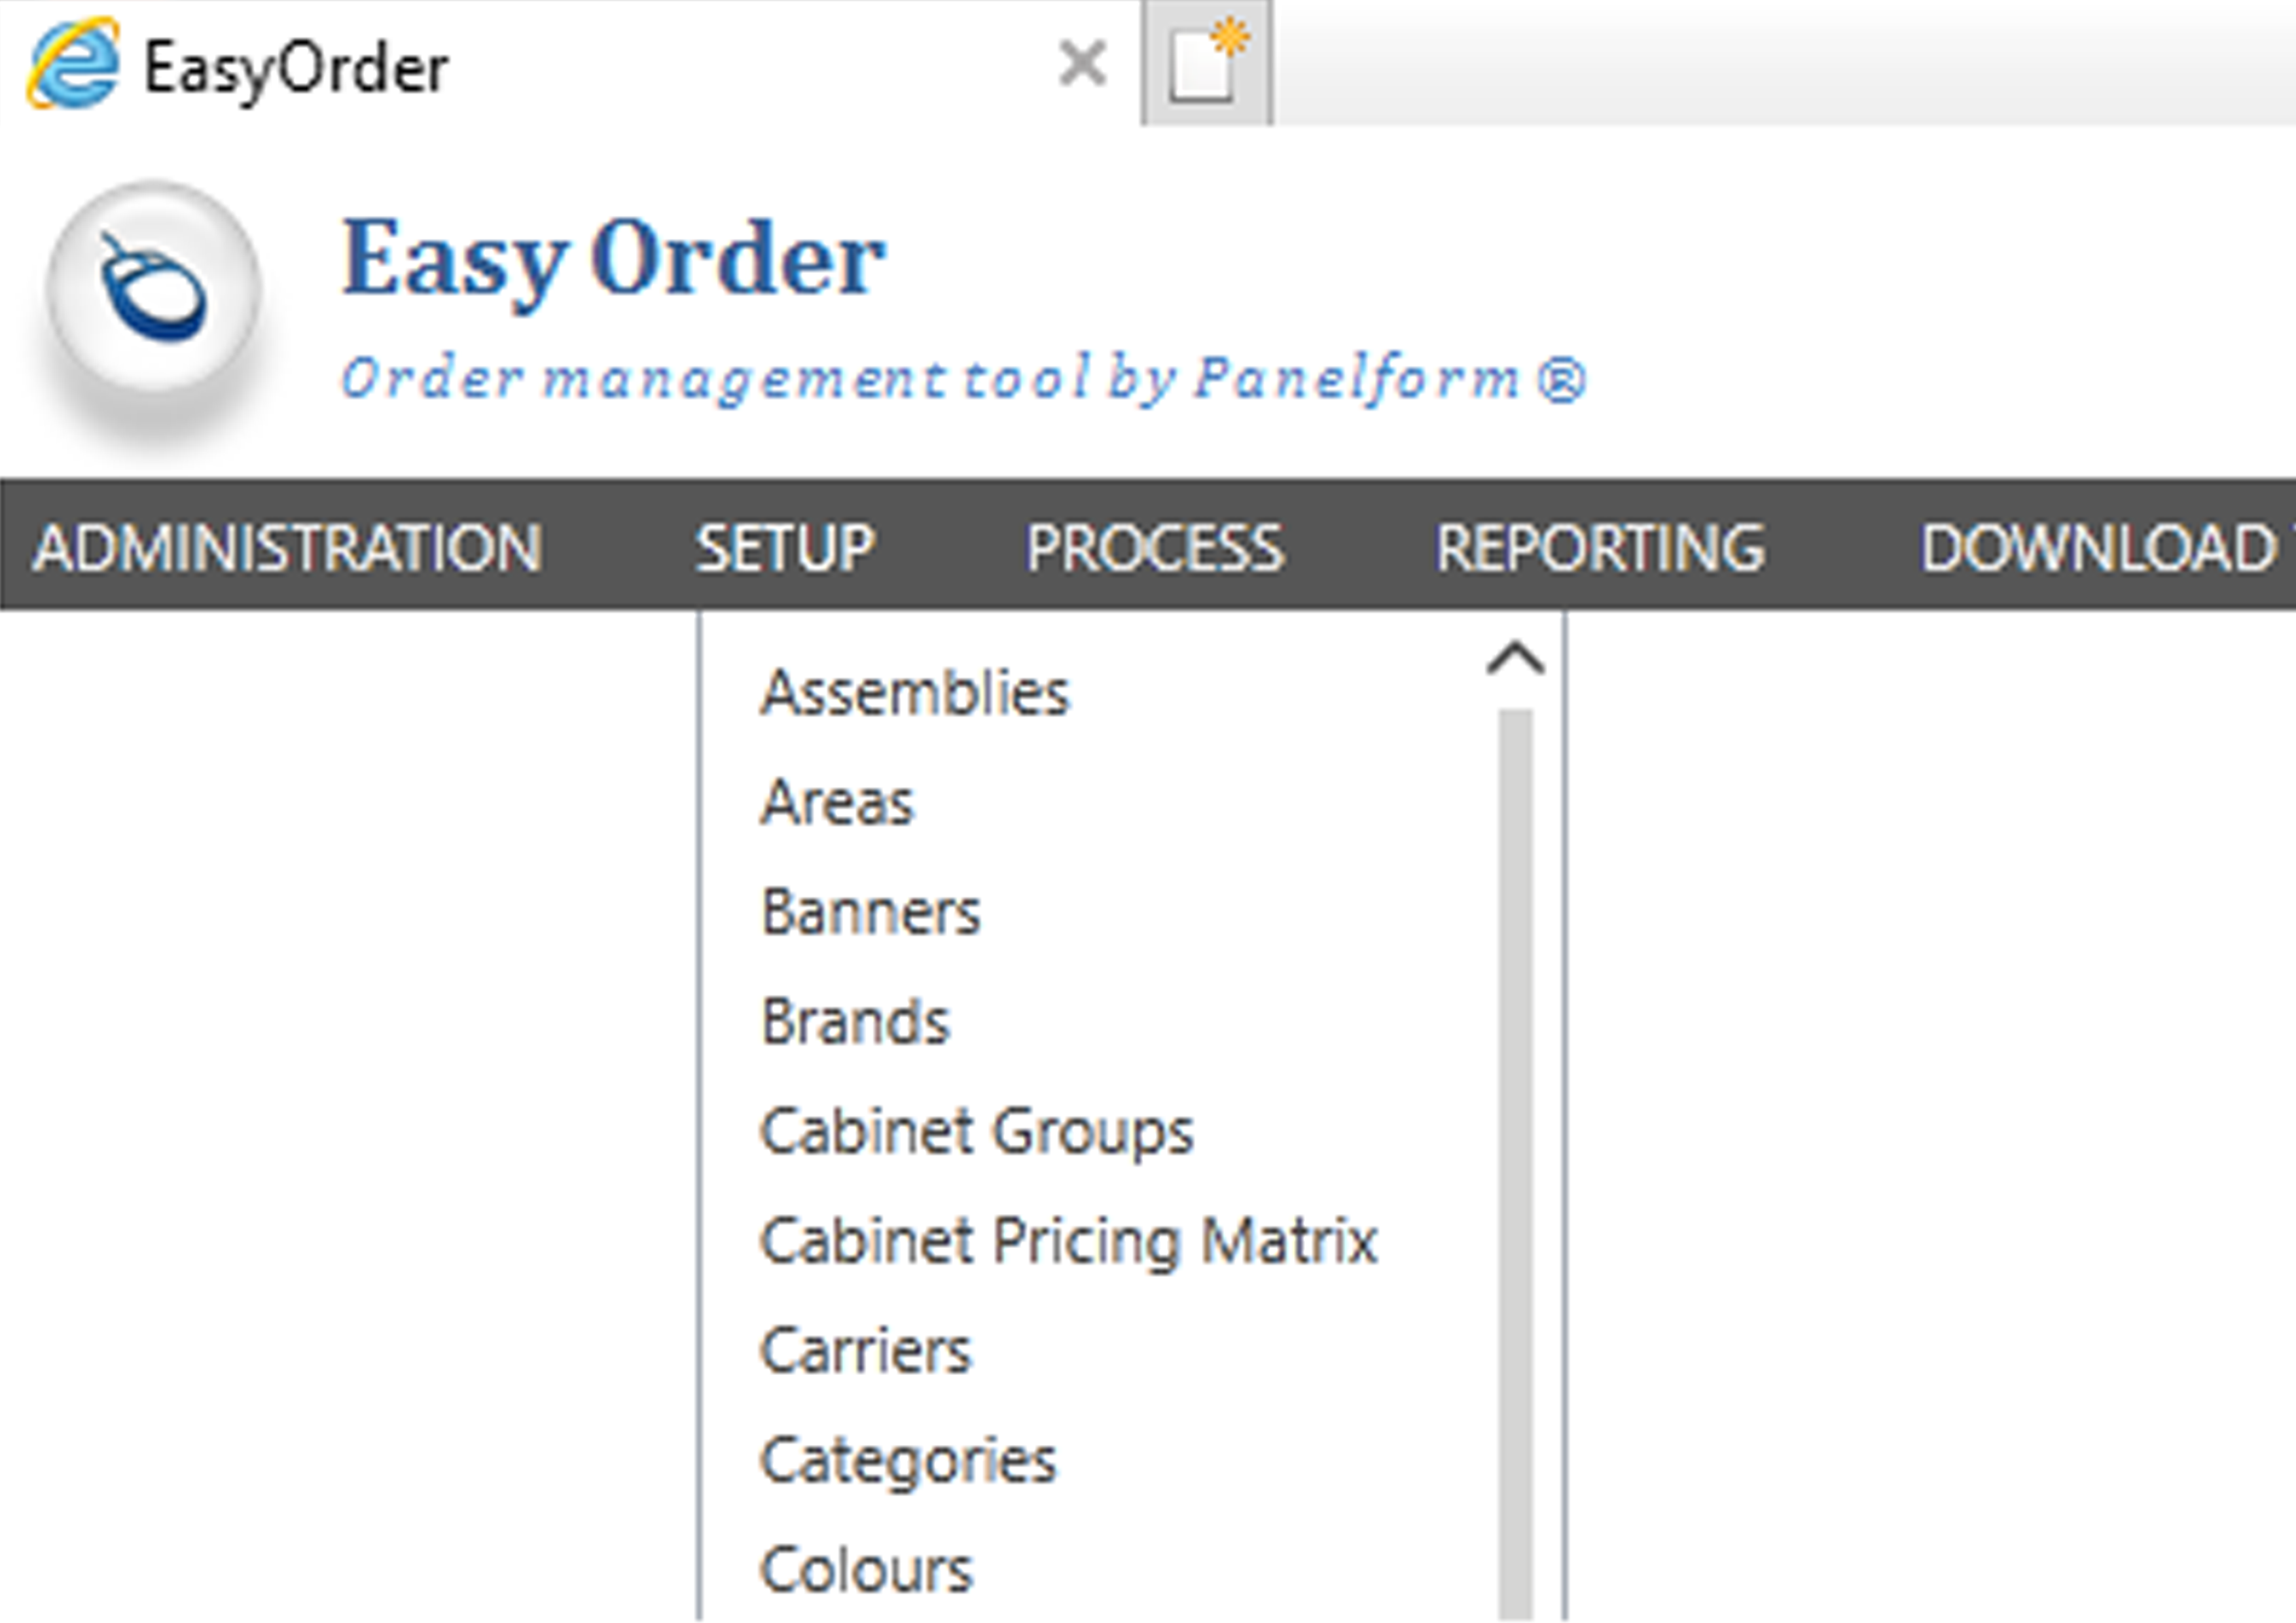 EasyOrder
Easy Order
Order management tool by Panelform ®
ADMINISTRATION SETUP PROCESS REPORTING DOWNLOAD
Assemblies
Areas
Banners
Brands
Cabinet Groups
Cabinet Pricing Matrix
Carriers
Categories
Colours